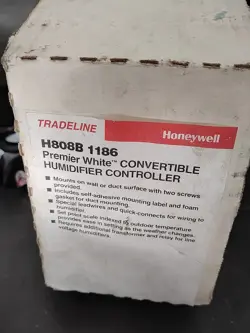 TRADELINE
Honeywell
H808B 1186
Premier White™ CONVERTIBLE
HUMIDIFIER CONTROLLER
■ Mounts on wall or duct surface with two screws
provided.
■ Includes self-adhesive mounting label and foam
gasket for duct mounting.
■ Special leadwires and quick-connects for wiring to
humidifier.
■ Set point scale indexed to outdoor temperature
provides ease in setting as the weather changes.
■ Requires additional transformer and relay for line
voltage humidifiers.